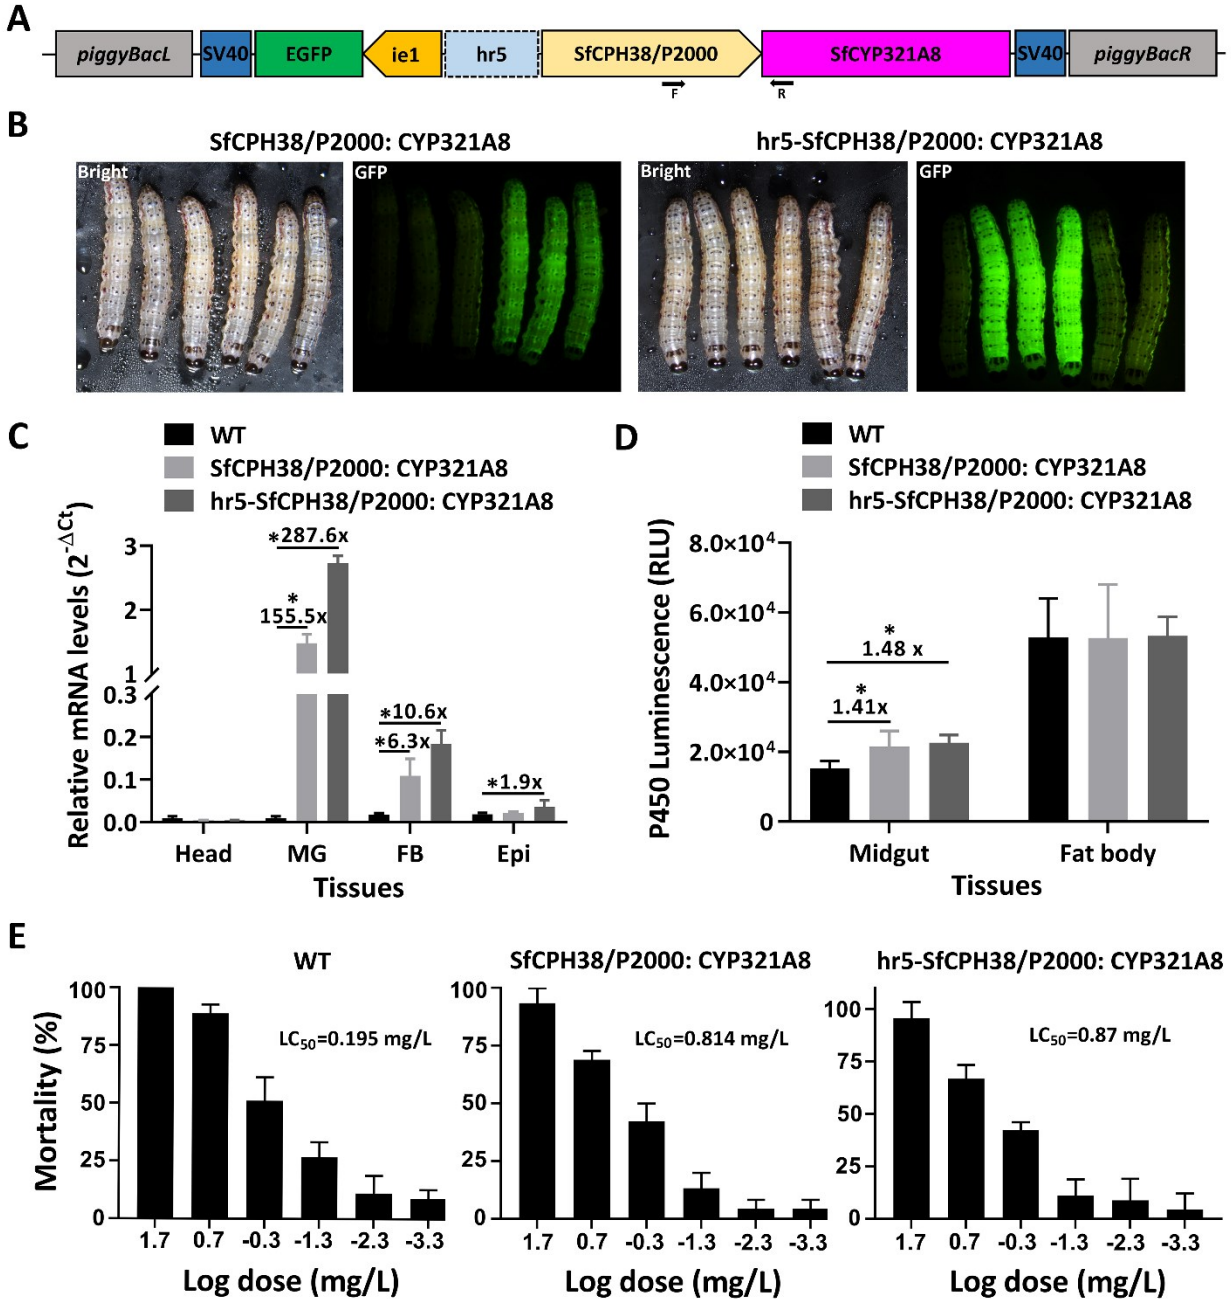 A
piggyBacL SV40 EGFP ie1 hr5 SfCPH38/P2000 SfCYP321A8 SV40 piggyBacR
F R
B
SfCPH38/P2000: CYP321A8 hr5-SfCPH38/P2000: CYP321A8
Bright GFP Bright GFP
C
WT
SfCPH38/P2000: CYP321A8
hr5-SfCPH38/P2000: CYP321A8
Relative mRNA levels (2^-ΔCt)
3
2
1
0.3
0.2
0.1
0.0
*287.6x
*
155.5x
*10.6x
*6.3x
*1.9x
Head MG FB Epi
Tissues
D
WT
SfCPH38/P2000: CYP321A8
hr5-SfCPH38/P2000: CYP321A8
P450 Luminescence (RLU)
8.0×10⁴
6.0×10⁴
4.0×10⁴
2.0×10⁴
0
*
1.48 x
*
1.41x
Midgut Fat body
Tissues
E
WT
Mortality (%)
100
75
50
25
0
LC₅₀=0.195 mg/L
1.7 0.7 -0.3 -1.3 -2.3 -3.3
Log dose (mg/L)
SfCPH38/P2000: CYP321A8
100
75
50
25
0
LC₅₀=0.814 mg/L
1.7 0.7 -0.3 -1.3 -2.3 -3.3
Log dose (mg/L)
hr5-SfCPH38/P2000: CYP321A8
100
75
50
25
0
LC₅₀=0.87 mg/L
1.7 0.7 -0.3 -1.3 -2.3 -3.3
Log dose (mg/L)